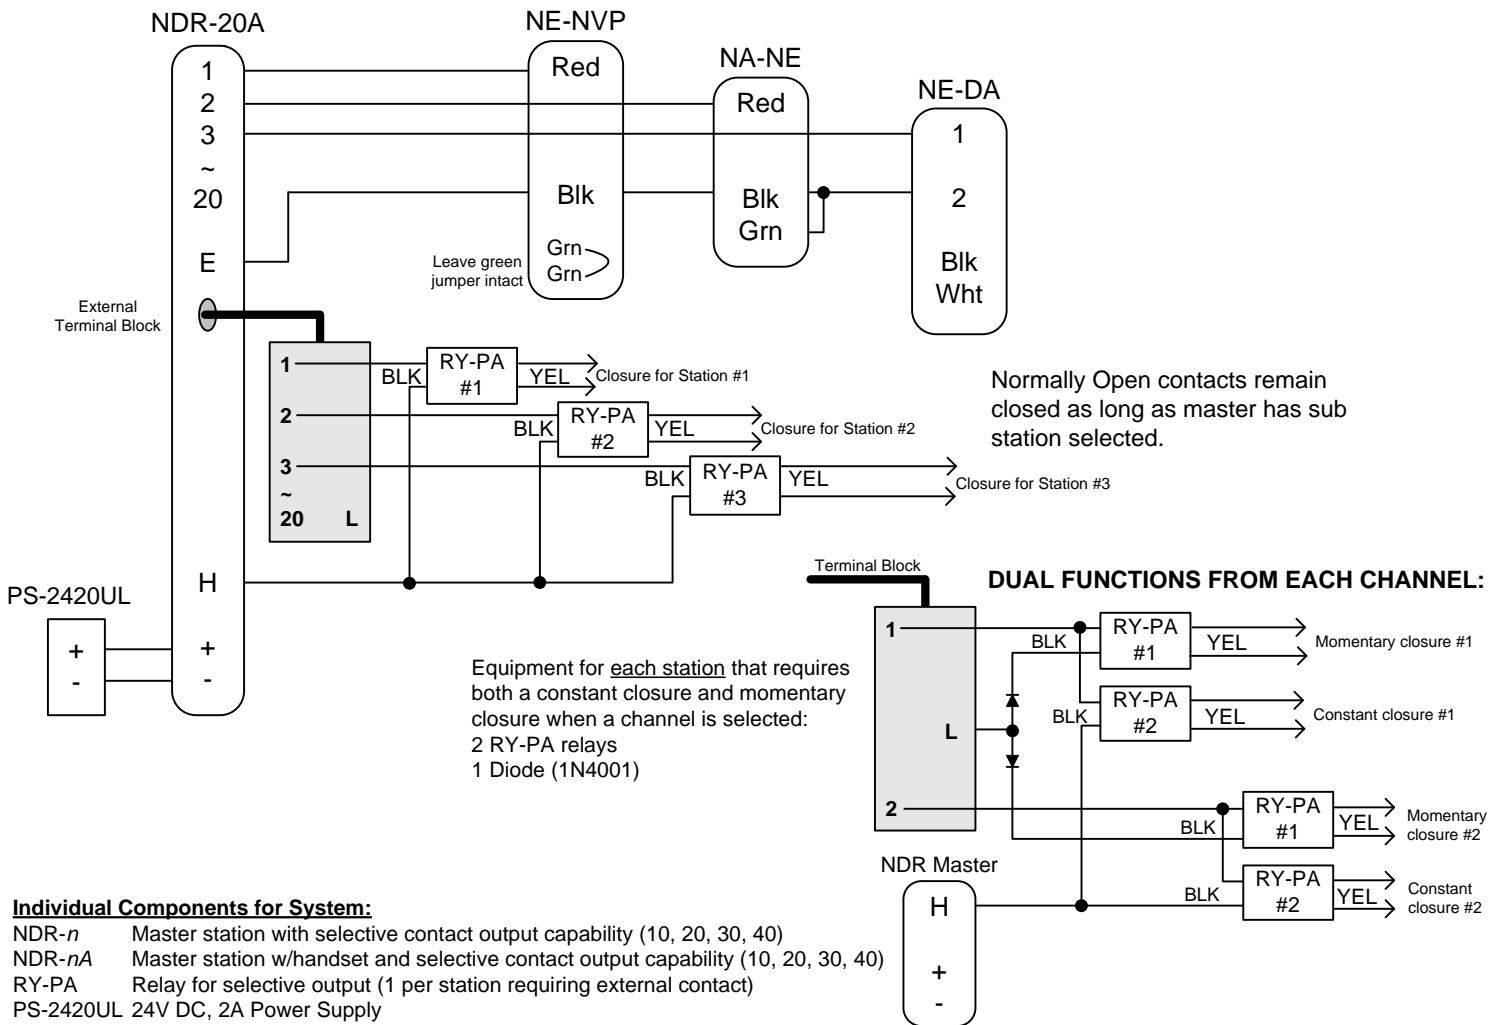 NDR-20A
NE-NVP
NA-NE
NE-DA
1
2
3
~
20
E
H
+
-
Red
Blk
Grn
Grn
Leave green
jumper intact
Red
Blk
Grn
1
2
Blk
Wht
External
Terminal Block
1
2
3
~
20 L
BLK
RY-PA
#1
YEL
Closure for Station #1
BLK
RY-PA
#2
YEL
Closure for Station #2
BLK
RY-PA
#3
YEL
Closure for Station #3
Normally Open contacts remain
closed as long as master has sub
station selected.
PS-2420UL
+
-
Terminal Block
DUAL FUNCTIONS FROM EACH CHANNEL:
1
L
2
BLK
RY-PA
#1
YEL
Momentary closure #1
BLK
RY-PA
#2
YEL
Constant closure #1
BLK
RY-PA
#1
YEL
Momentary
closure #2
BLK
RY-PA
#2
YEL
Constant
closure #2
Equipment for each station that requires
both a constant closure and momentary
closure when a channel is selected:
2 RY-PA relays
1 Diode (1N4001)
NDR Master
H
+
-
Individual Components for System:
NDR-n Master station with selective contact output capability (10, 20, 30, 40)
NDR-nA Master station w/handset and selective contact output capability (10, 20, 30, 40)
RY-PA Relay for selective output (1 per station requiring external contact)
PS-2420UL 24V DC, 2A Power Supply